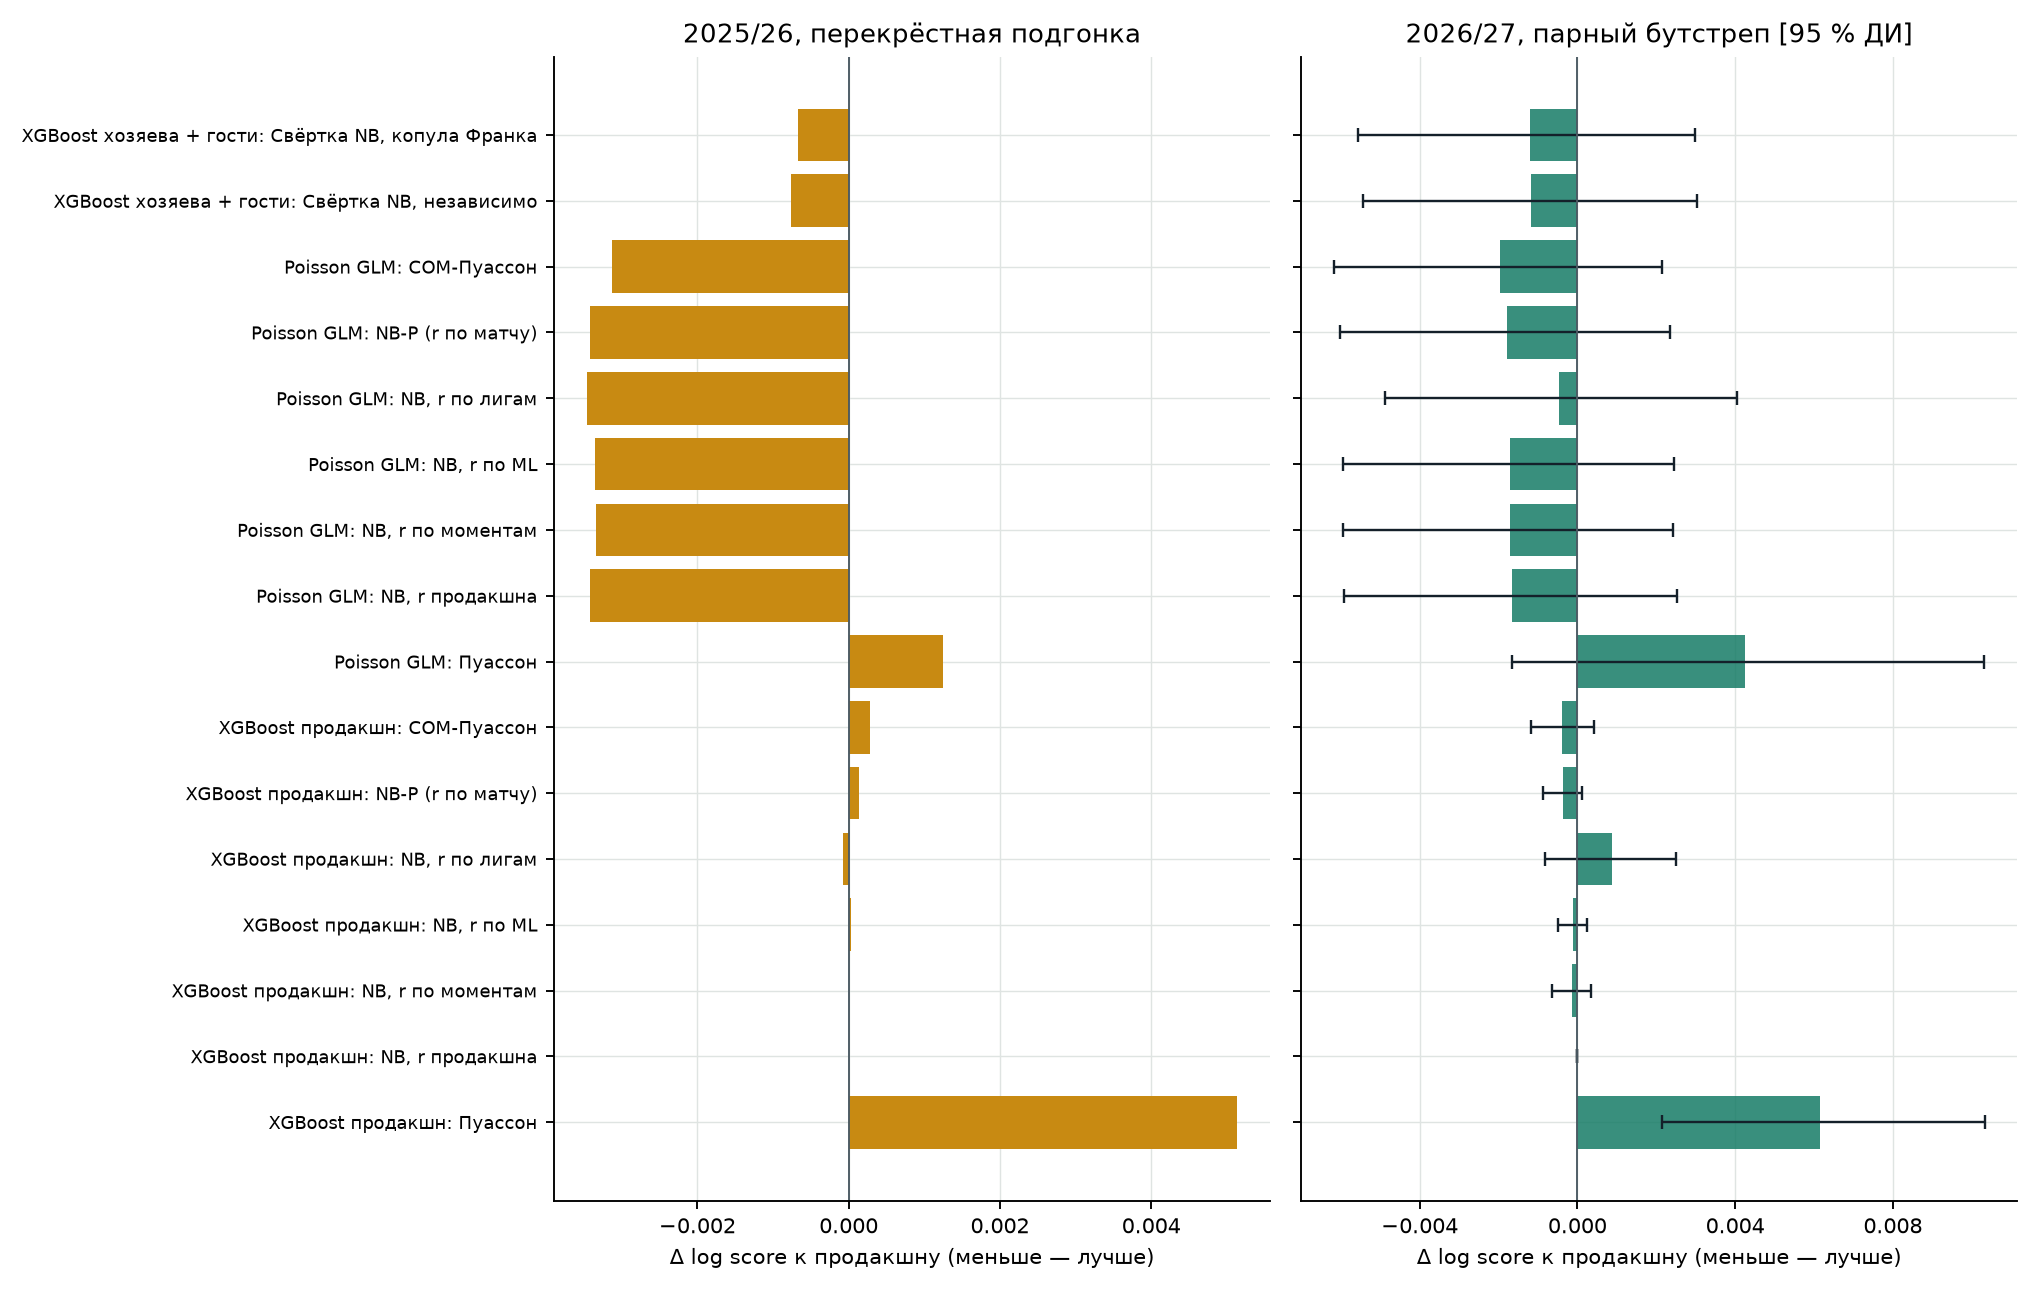 2025/26, перекрёстная подгонка
2026/27, парный бутстреп [95 % ДИ]
XGBoost хозяева + гости: Свёртка NB, копула Франка
XGBoost хозяева + гости: Свёртка NB, независимо
Poisson GLM: COM-Пуассон
Poisson GLM: NB-P (r по матчу)
Poisson GLM: NB, r по лигам
Poisson GLM: NB, r по ML
Poisson GLM: NB, r по моментам
Poisson GLM: NB, r продакшна
Poisson GLM: Пуассон
XGBoost продакшн: COM-Пуассон
XGBoost продакшн: NB-P (r по матчу)
XGBoost продакшн: NB, r по лигам
XGBoost продакшн: NB, r по ML
XGBoost продакшн: NB, r по моментам
XGBoost продакшн: NB, r продакшна
XGBoost продакшн: Пуассон
−0.002 0.000 0.002 0.004
−0.004 0.000 0.004 0.008
Δ log score к продакшну (меньше — лучше)
Δ log score к продакшну (меньше — лучше)